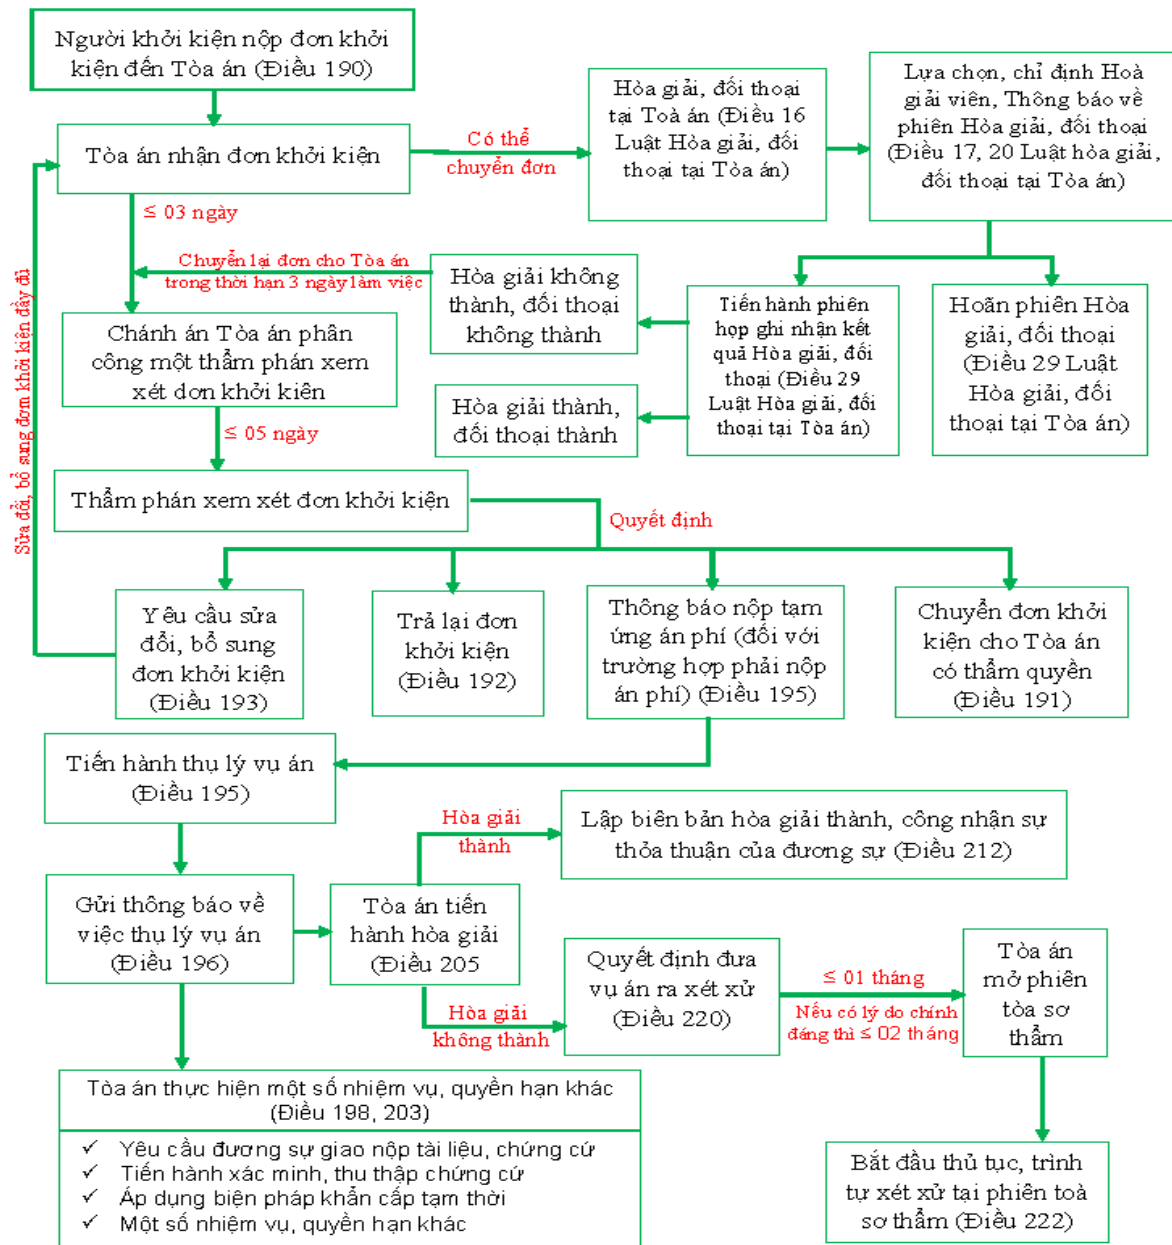 Người khởi kiện nộp đơn khởi
kiện đến Tòa án (Điều 190)
Tòa án nhận đơn khởi kiện
Có thể
chuyển đơn
Hòa giải, đối thoại
tại Toà án (Điều 16
Luật Hòa giải, đối
thoại tại Tòa án)
Lựa chọn, chỉ định Hoà
giải viên, Thông báo về
phiên Hòa giải, đối thoại
(Điều 17, 20 Luật hòa giải,
đối thoại tại Tòa án)
≤ 03 ngày
Chuyển lại đơn cho Tòa án
trong thời hạn 3 ngày làm việc
Hòa giải không
thành, đối thoại
không thành
Tiến hành phiên
họp ghi nhận kết
quả Hòa giải, đối
thoại (Điều 29
Luật Hòa giải, đối
thoại tại Tòa án)
Hoãn phiên Hòa
giải, đối thoại
(Điều 29 Luật
Hòa giải, đối
thoại tại Tòa án)
Hòa giải thành,
đối thoại thành
Chánh án Tòa án phân
công một thẩm phán xem
xét đơn khởi kiên
≤ 05 ngày
Sửa đổi, bổ sung đơm khởi kiện đầy đủ
Thẩm phán xem xét đơn khởi kiện
Quyết định
Yêu cầu sửa
đổi, bổ sung
đơn khởi kiện
(Điều 193)
Trả lại đơn
khởi kiện
(Điều 192)
Thông báo nộp tạm
ứng án phí (đối với
trường hợp phải nộp
án phí) (Điều 195)
Chuyển đơn khởi
kiện cho Tòa án
có thẩm quyền
(Điều 191)
Tiến hành thụ lý vụ án
(Điều 195)
Hòa giải
thành
Lập biên bản hòa giải thành, công nhận sự
thỏa thuận của đương sự (Điều 212)
Gửi thông báo về
việc thụ lý vụ án
(Điều 196)
Tòa án tiến
hành hòa giải
(Điều 205
Hòa giải
không thành
Quyết định đưa
vụ án ra xét xử
(Điều 220)
≤ 01 tháng
Nếu có lý do chính
đáng thì ≤ 02 tháng
Tòa án
mở phiên
tòa sơ
thẩm
Tòa án thực hiện một số nhiệm vụ, quyền hạn khác
(Điều 198, 203)
✓ Yêu cầu đương sự giao nộp tài liệu, chứng cứ
✓ Tiến hành xác minh, thu thập chứng cứ
✓ Áp dụng biện pháp khẩn cấp tạm thời
✓ Một số nhiệm vụ, quyền hạn khác
Bắt đầu thủ tục, trình
tự xét xử tại phiên toà
sơ thẩm (Điều 222)